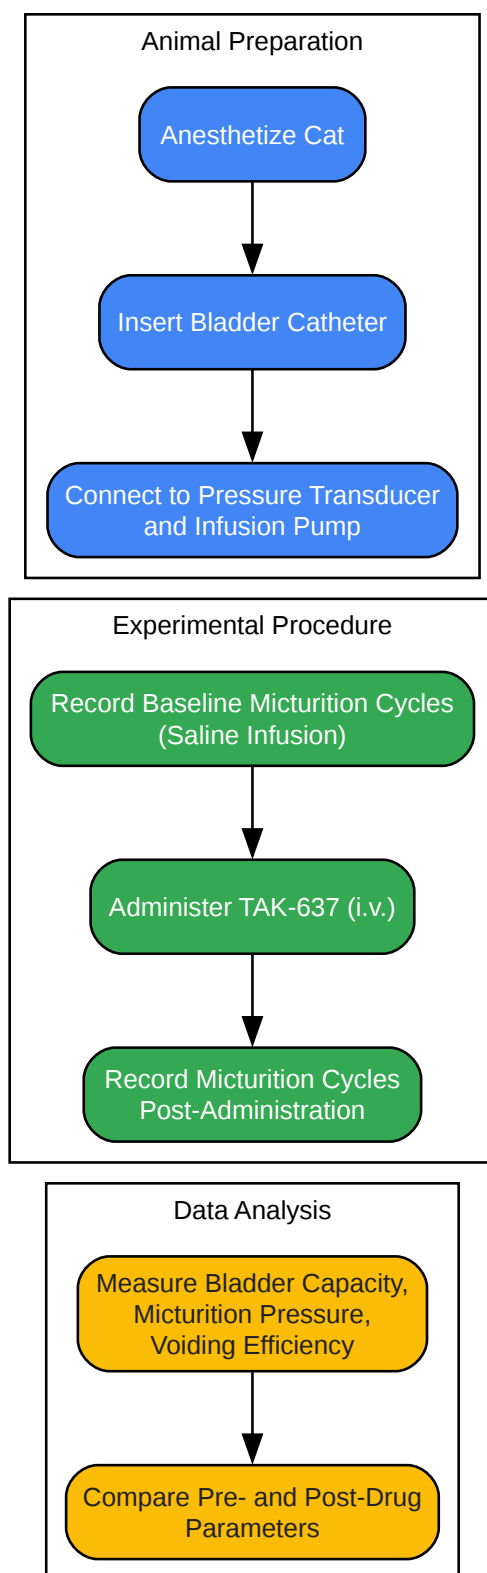 Animal Preparation
Anesthetize Cat
Insert Bladder Catheter
Connect to Pressure Transducer
and Infusion Pump
Experimental Procedure
Record Baseline Micturition Cycles
(Saline Infusion)
Administer TAK-637 (i.v.)
Record Micturition Cycles
Post-Administration
Data Analysis
Measure Bladder Capacity,
Micturition Pressure,
Voiding Efficiency
Compare Pre- and Post-Drug
Parameters